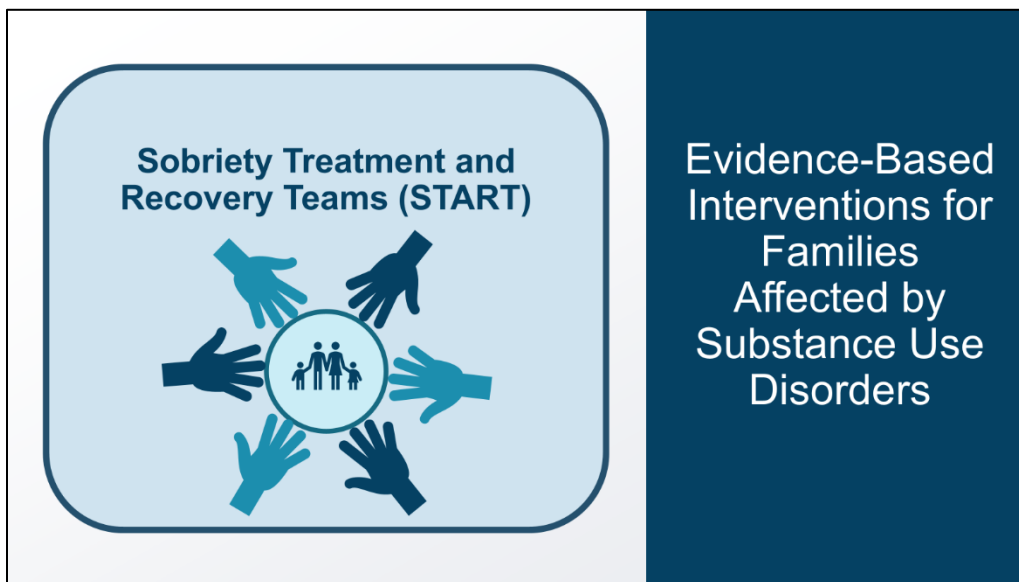 Sobriety Treatment and
Recovery Teams (START)
Evidence-Based
Interventions for
Families
Affected by
Substance Use
Disorders